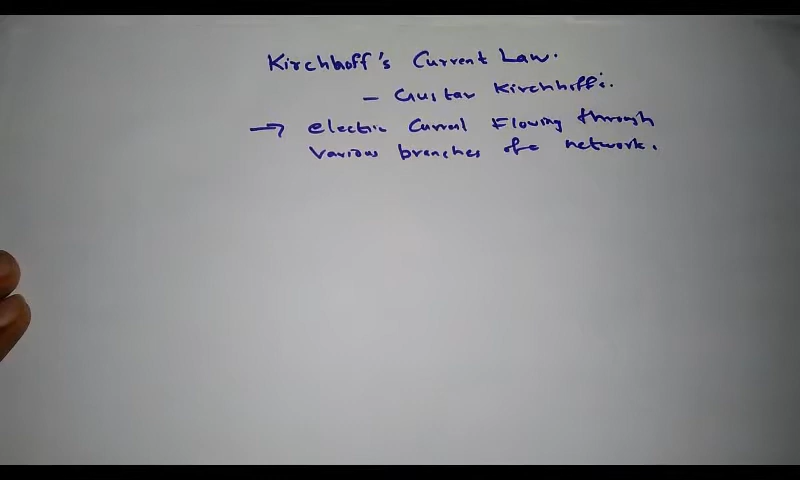 Kirchhoff's Current Law.
- Gustav Kirchhoff.
→ electric Current Flowing through
various branches of a network.